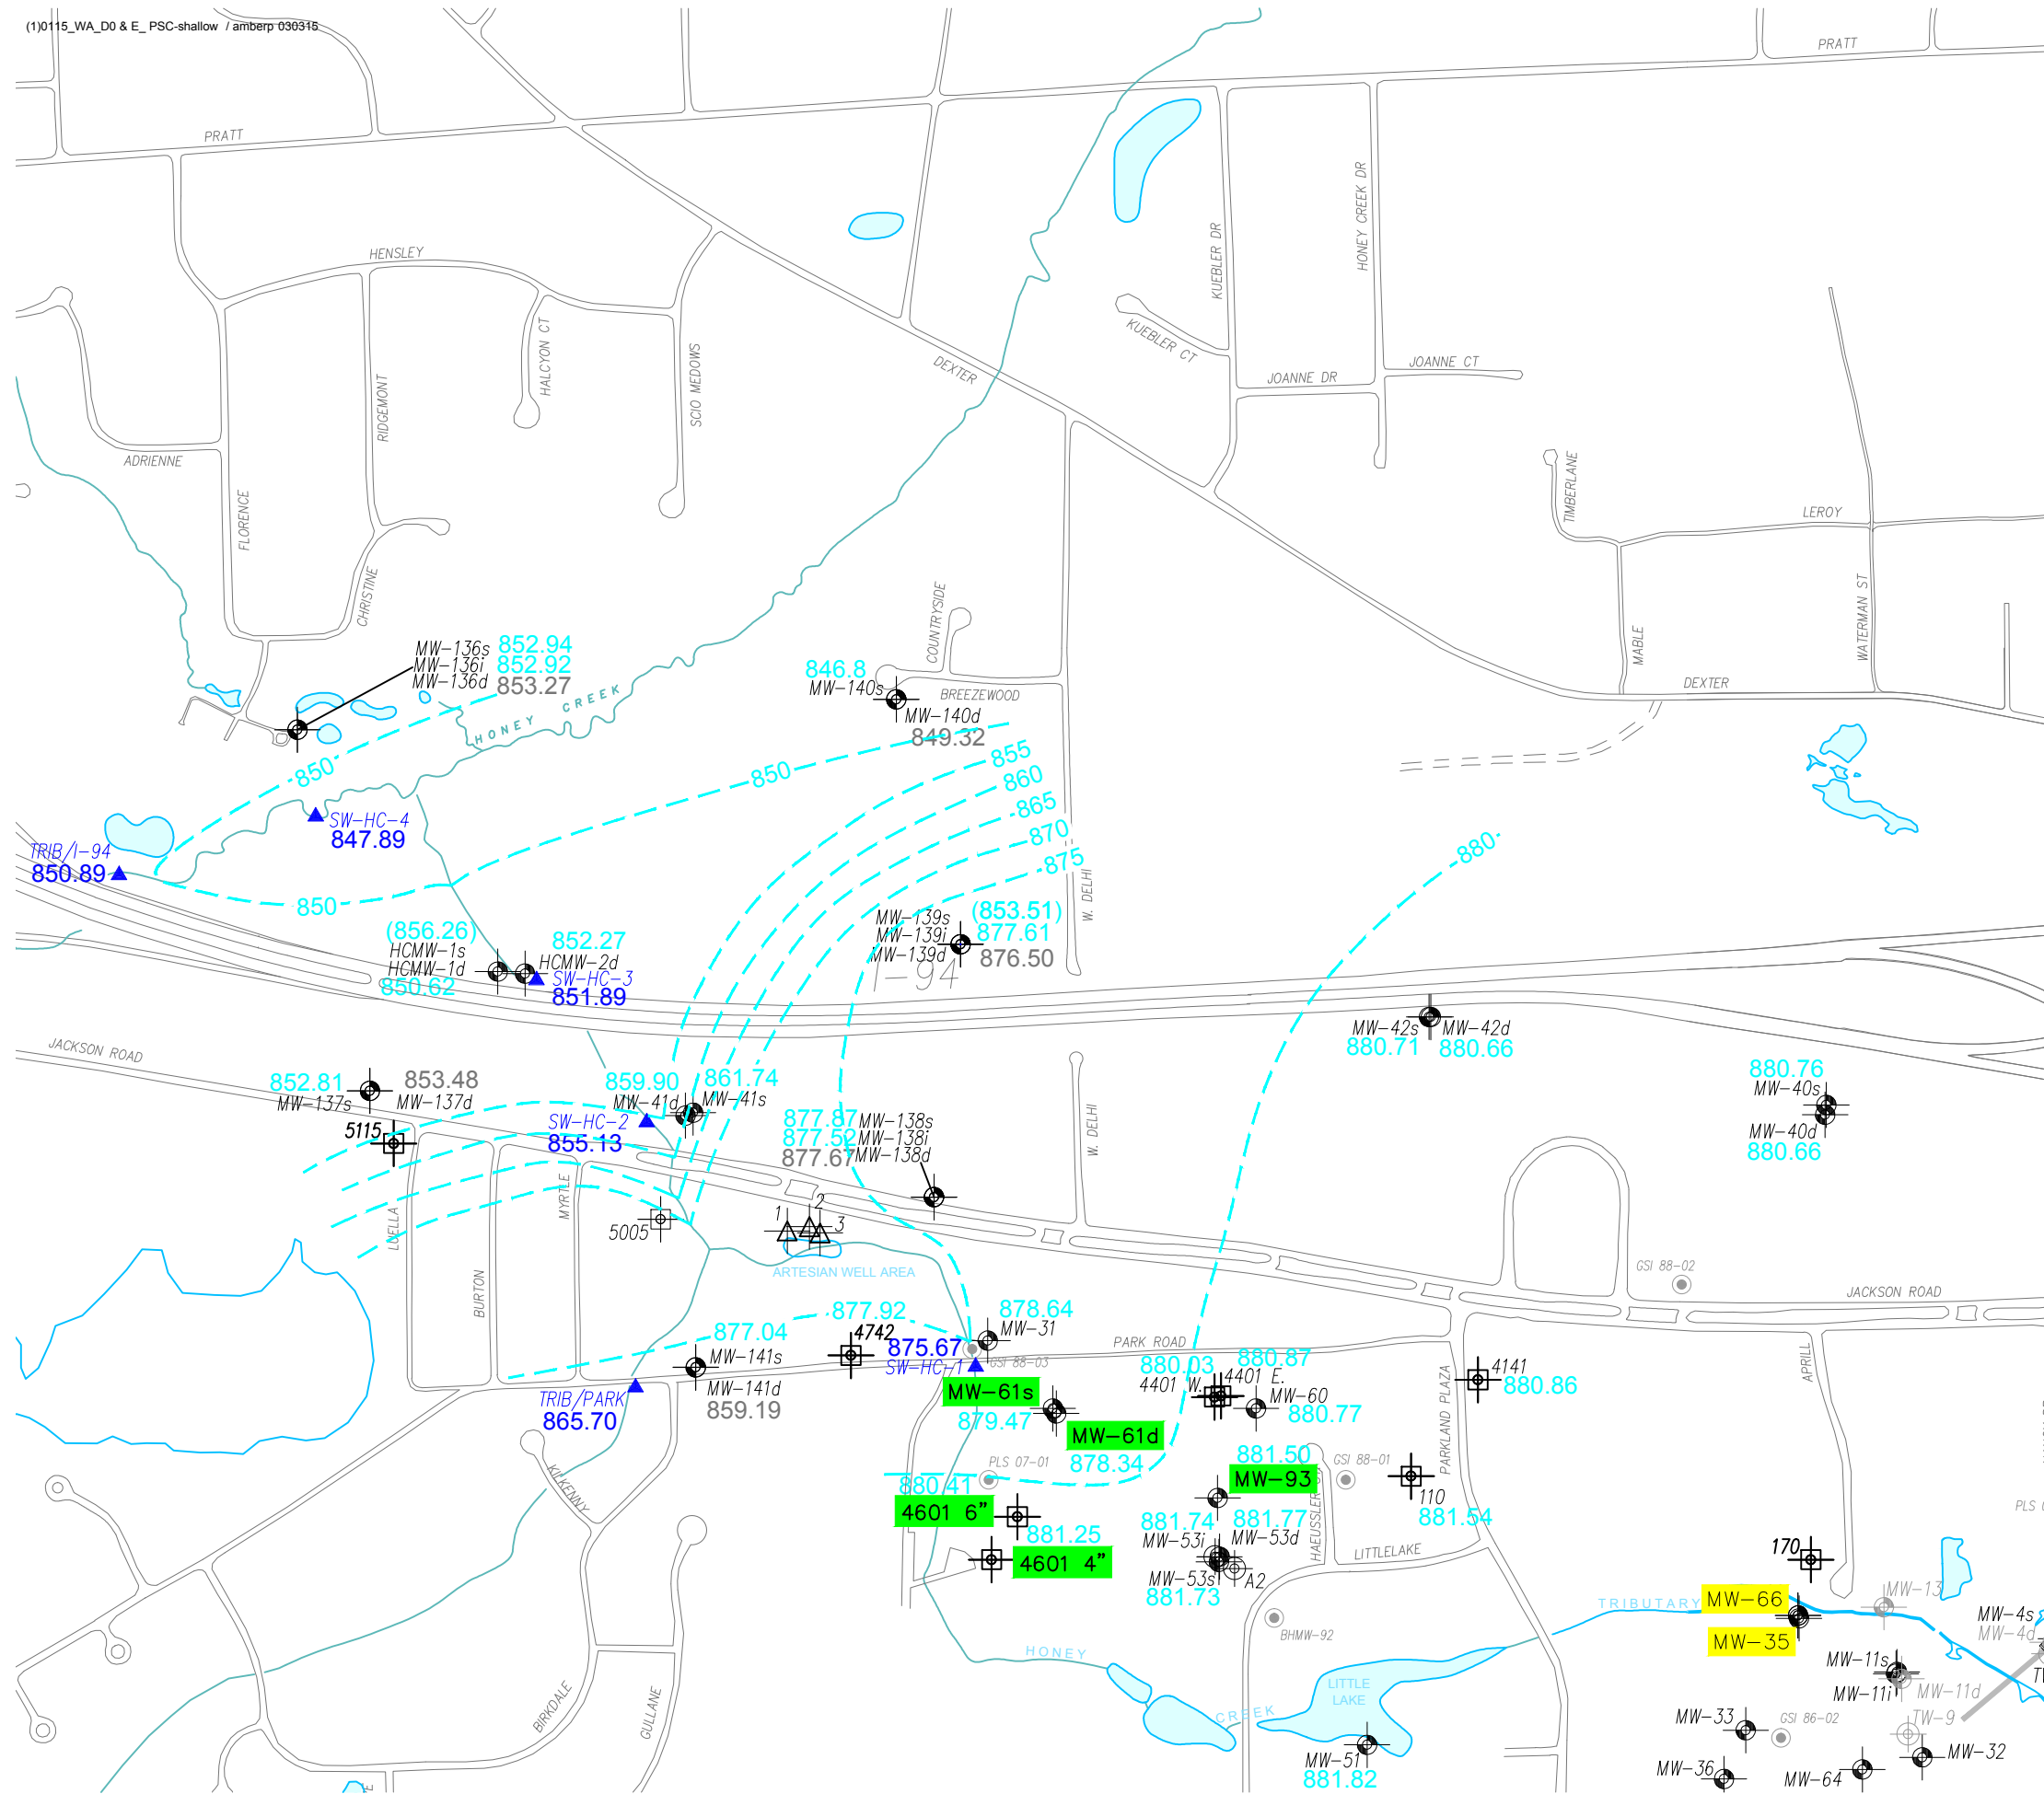 (1)0115_WA_D0 & E_ PSC-shallow / amberp 030315
PRATT
PRATT
HENSLEY
KUEBLER DR
HONEY CREEK DR
HALCYON CT
RIDGEMONT
SCIO MEDOWS
KUEBLER CT
DEXTER
JOANNE DR
JOANNE CT
ADRIENNE
FLORENCE
CHRISTINE
TIMBERLANE
LEROY
WATERMAN ST
MABLE
COUNTRYSIDE
BREEZEWOOD
DEXTER
MW-136s 852.94
MW-136i 852.92
MW-136d 853.27
HONEY CREEK
846.8
MW-140s
MW-140d
849.32
850
850
855
860
865
870
875
880
SW-HC-4
847.89
TRIB/I-94
850.89
850
W. DELHI
MW-139s (853.51)
MW-139i 877.61
MW-139d 876.50
I-94
(856.26)
HCMW-1s
HCMW-1d
850.62
852.27
HCMW-2d
SW-HC-3
851.89
MW-42s MW-42d
880.71 880.66
JACKSON ROAD
852.81 853.48
MW-137s MW-137d
859.90 861.74
MW-41d MW-41s
SW-HC-2
855.13
880.76
MW-40s
MW-40d
880.66
877.87 MW-138s
877.52 MW-138i
877.67 MW-138d
W. DELHI
5115
LUELLA
MYRTLE
BURTON
5005
1
2
3
ARTESIAN WELL AREA
GSI 88-02
JACKSON ROAD
877.92
877.04
4742
878.64
MW-31
875.67
SW-HC-1
GSI 88-03
PARK ROAD
MW-141s
MW-141d
859.19
TRIB/PARK
865.70
880.03 880.87
4401 W. 4401 E.
MW-60
880.77
4141
880.86
PARKLAND PLAZA
APRILL
MW-61s
879.47
MW-61d
878.34
PLS 07-01
880.41
4601 6”
881.25
4601 4”
881.50
MW-93
GSI 88-01
110
881.54
881.74 881.77
MW-53i MW-53d
MW-53s
881.73
A2
LITTLELAKE
KILKENNY
BIRKDALE
GULLANE
BHMW-92
HONEY
CREEK
LITTLE
LAKE
TRIBUTARY
170
MW-66
MW-35
MW-13
MW-4s
MW-4d
MW-11s
MW-11i
MW-11d
TW-9
MW-33
GSI 86-02
MW-36
MW-64
MW-32
MW-51
881.82